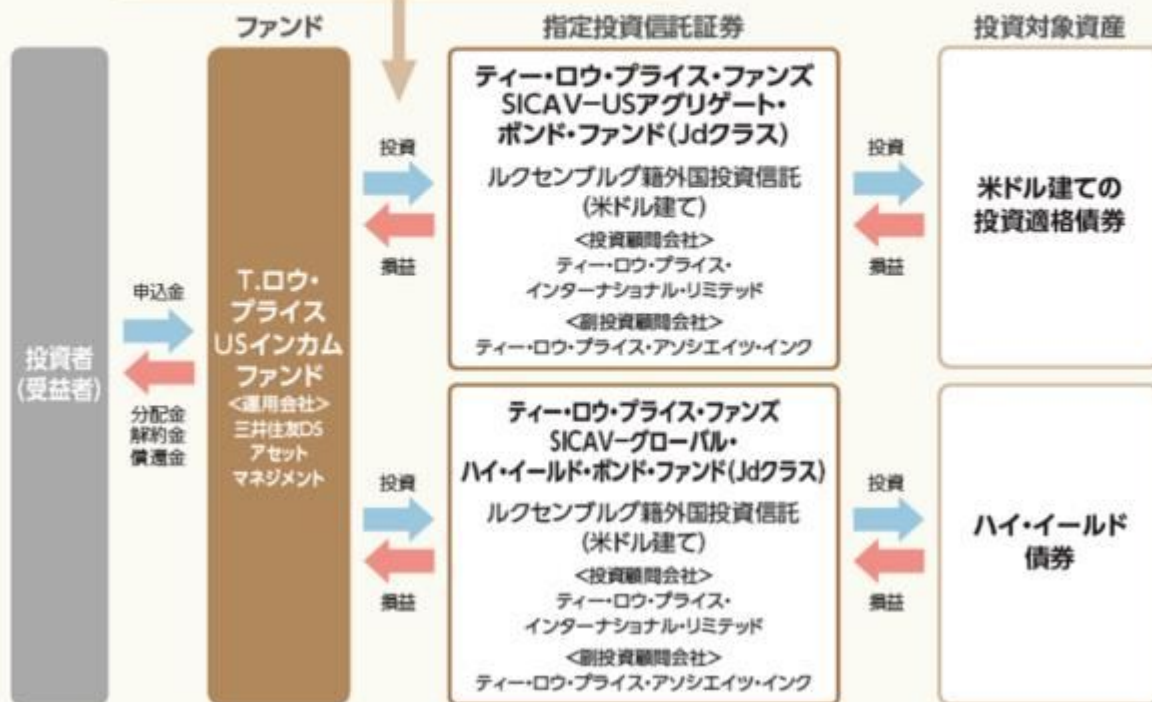 ファンド
指定投資信託証券
投資対象資産
投資者
(受益者)
申込金
分配金
解約金
償還金
T.ロウ・
プライス
USインカム
ファンド
<運用会社>
三井住友DS
アセット
マネジメント
投資
損益
ティー・ロウ・プライス・ファンズ
SICAV−USアグリゲート・
ボンド・ファンド(Jdクラス)
ルクセンブルグ籍外国投資信託
(米ドル建て)
<投資顧問会社>
ティー・ロウ・プライス・
インターナショナル・リミテッド
<副投資顧問会社>
ティー・ロウ・プライス・アソシエイツ・インク
投資
損益
米ドル建ての
投資適格債券
投資
損益
ティー・ロウ・プライス・ファンズ
SICAV−グローバル・
ハイ・イールド・ボンド・ファンド(Jdクラス)
ルクセンブルグ籍外国投資信託
(米ドル建て)
<投資顧問会社>
ティー・ロウ・プライス・
インターナショナル・リミテッド
<副投資顧問会社>
ティー・ロウ・プライス・アソシエイツ・インク
投資
損益
ハイ・イールド
債券